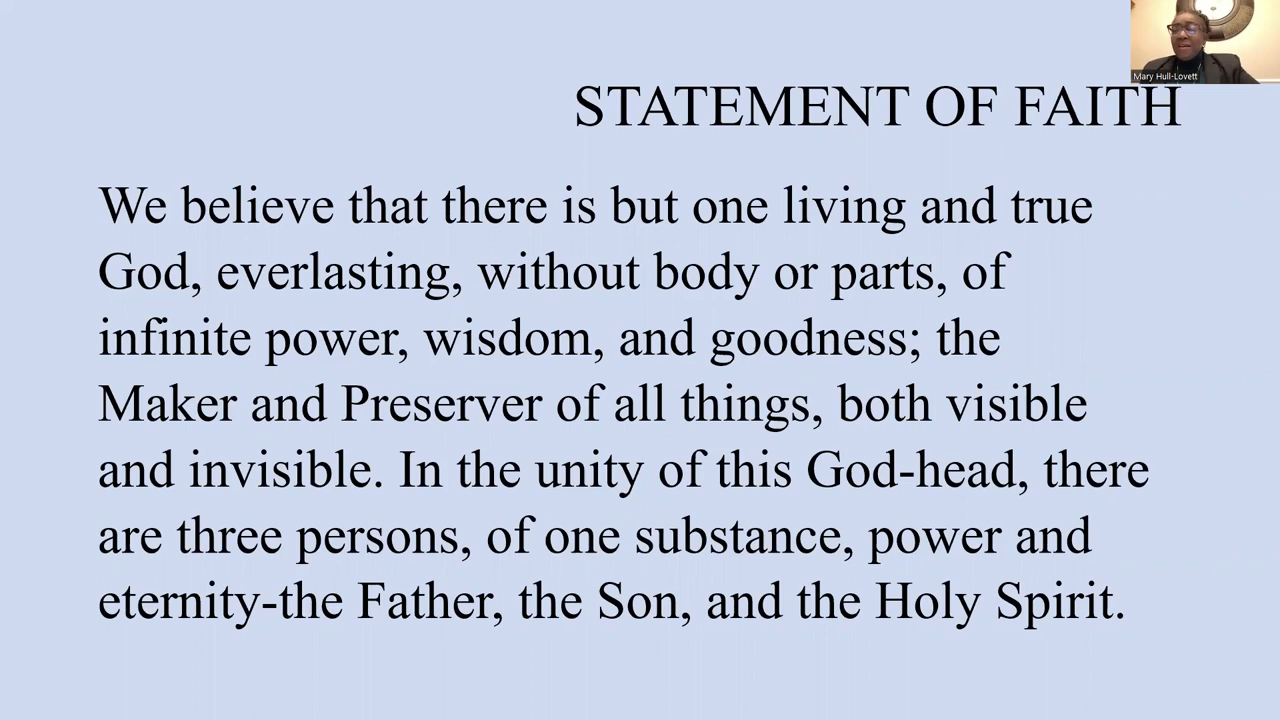 Mary Hull-Lovett
STATEMENT OF FAITH
We believe that there is but one living and true
God, everlasting, without body or parts, of
infinite power, wisdom, and goodness; the
Maker and Preserver of all things, both visible
and invisible. In the unity of this God-head, there
are three persons, of one substance, power and
eternity-the Father, the Son, and the Holy Spirit.